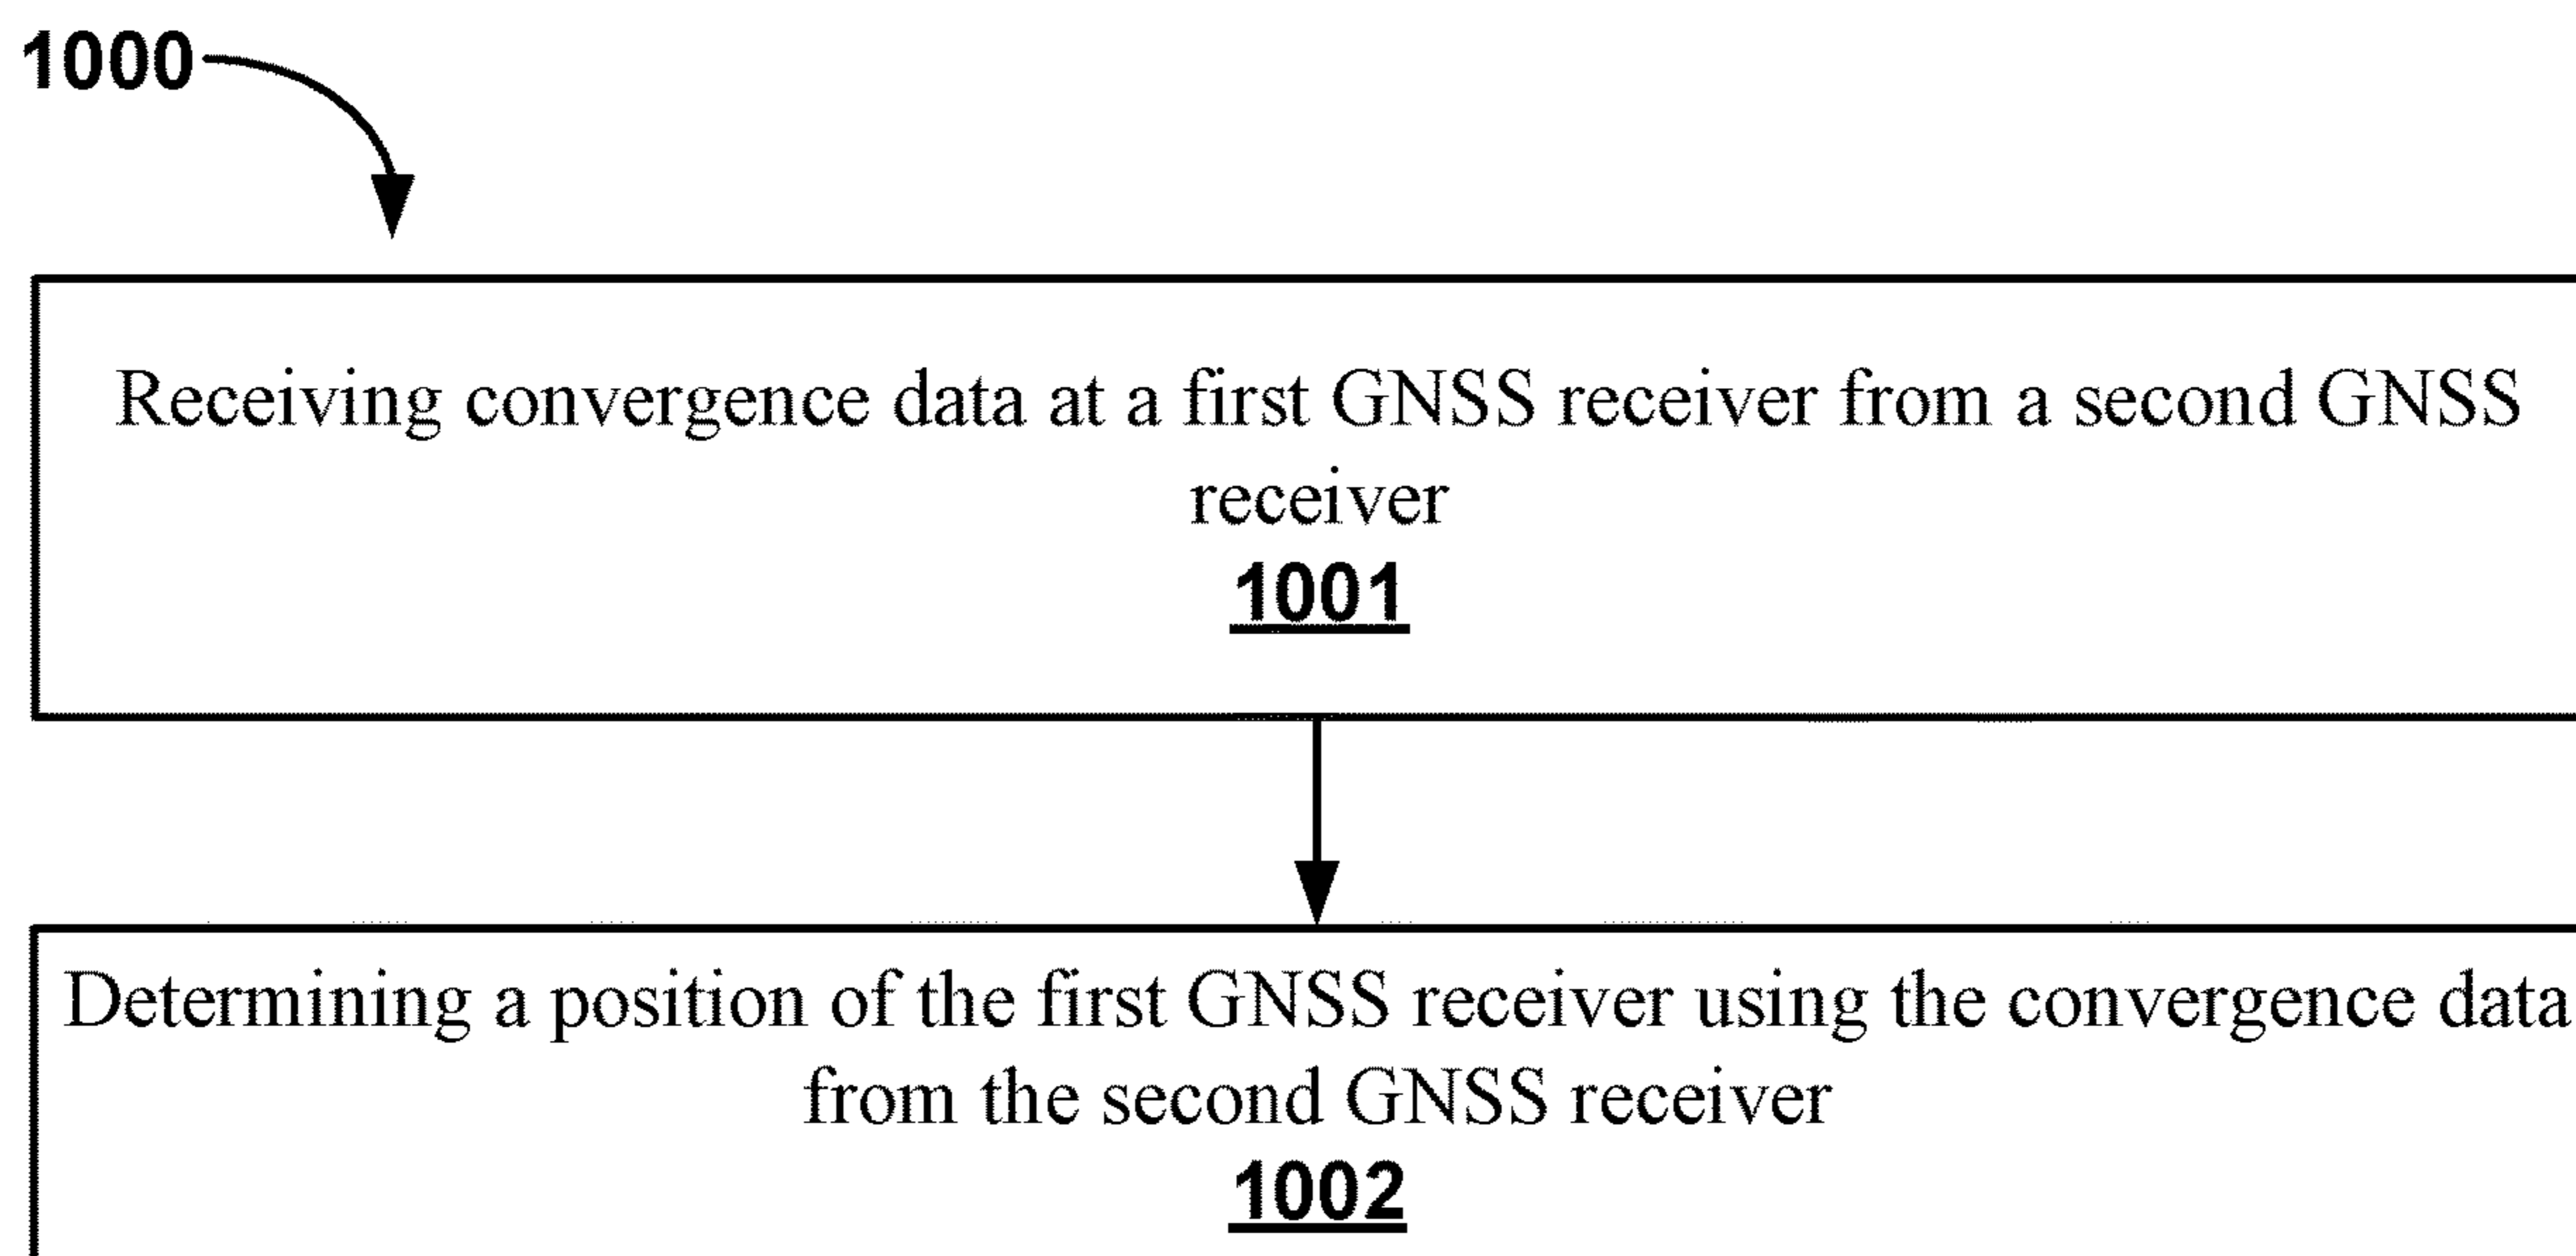 1000
Receiving convergence data at a first GNSS receiver from a second GNSS
receiver
1001
Determining a position of the first GNSS receiver using the convergence data
from the second GNSS receiver
1002